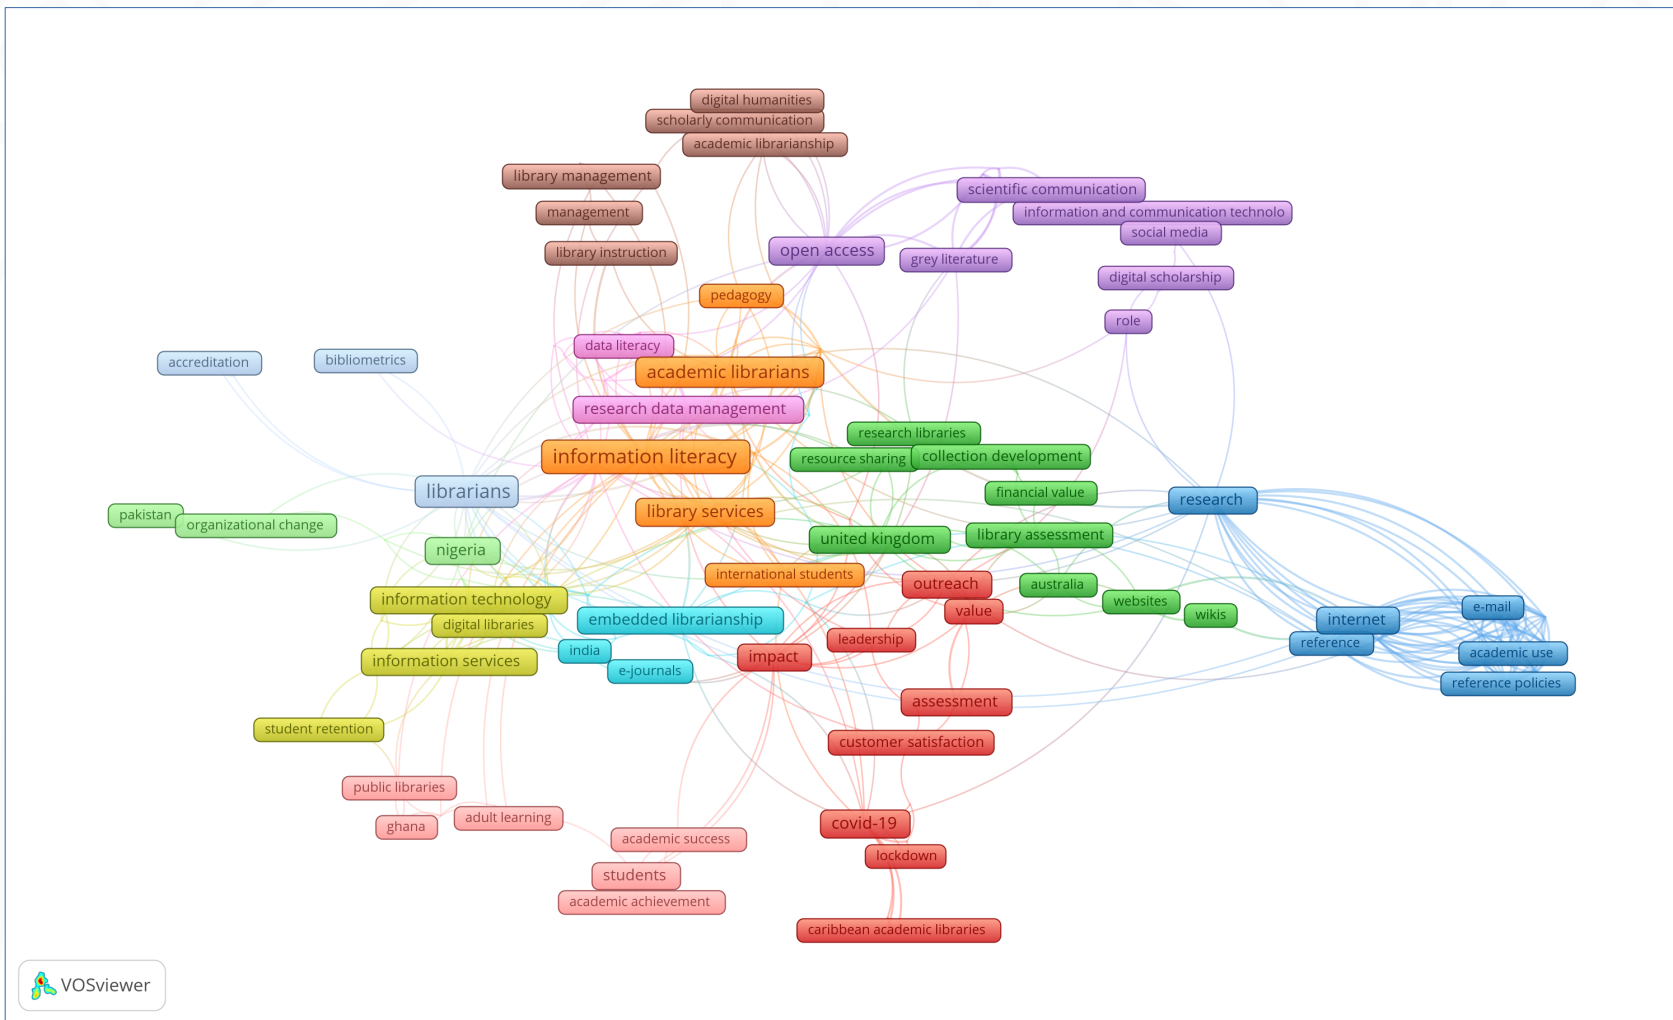 digital humanities
scholarly communication
academic librarianship
library management
scientific communication
management
information and communication technolo
social media
library instruction
open access
grey literature
digital scholarship
pedagogy
role
data literacy
accreditation
bibliometrics
academic librarians
research data management
research libraries
information literacy
resource sharing
collection development
librarians
financial value
research
pakistan
organizational change
library services
united kingdom
library assessment
nigeria
international students
outreach
australia
information technology
websites
e-mail
value
wikis
digital libraries
embedded librarianship
internet
leadership
reference
india
academic use
information services
e-journals
impact
reference policies
assessment
student retention
customer satisfaction
public libraries
adult learning
ghana
covid-19
academic success
lockdown
students
academic achievement
caribbean academic libraries
VOSviewer